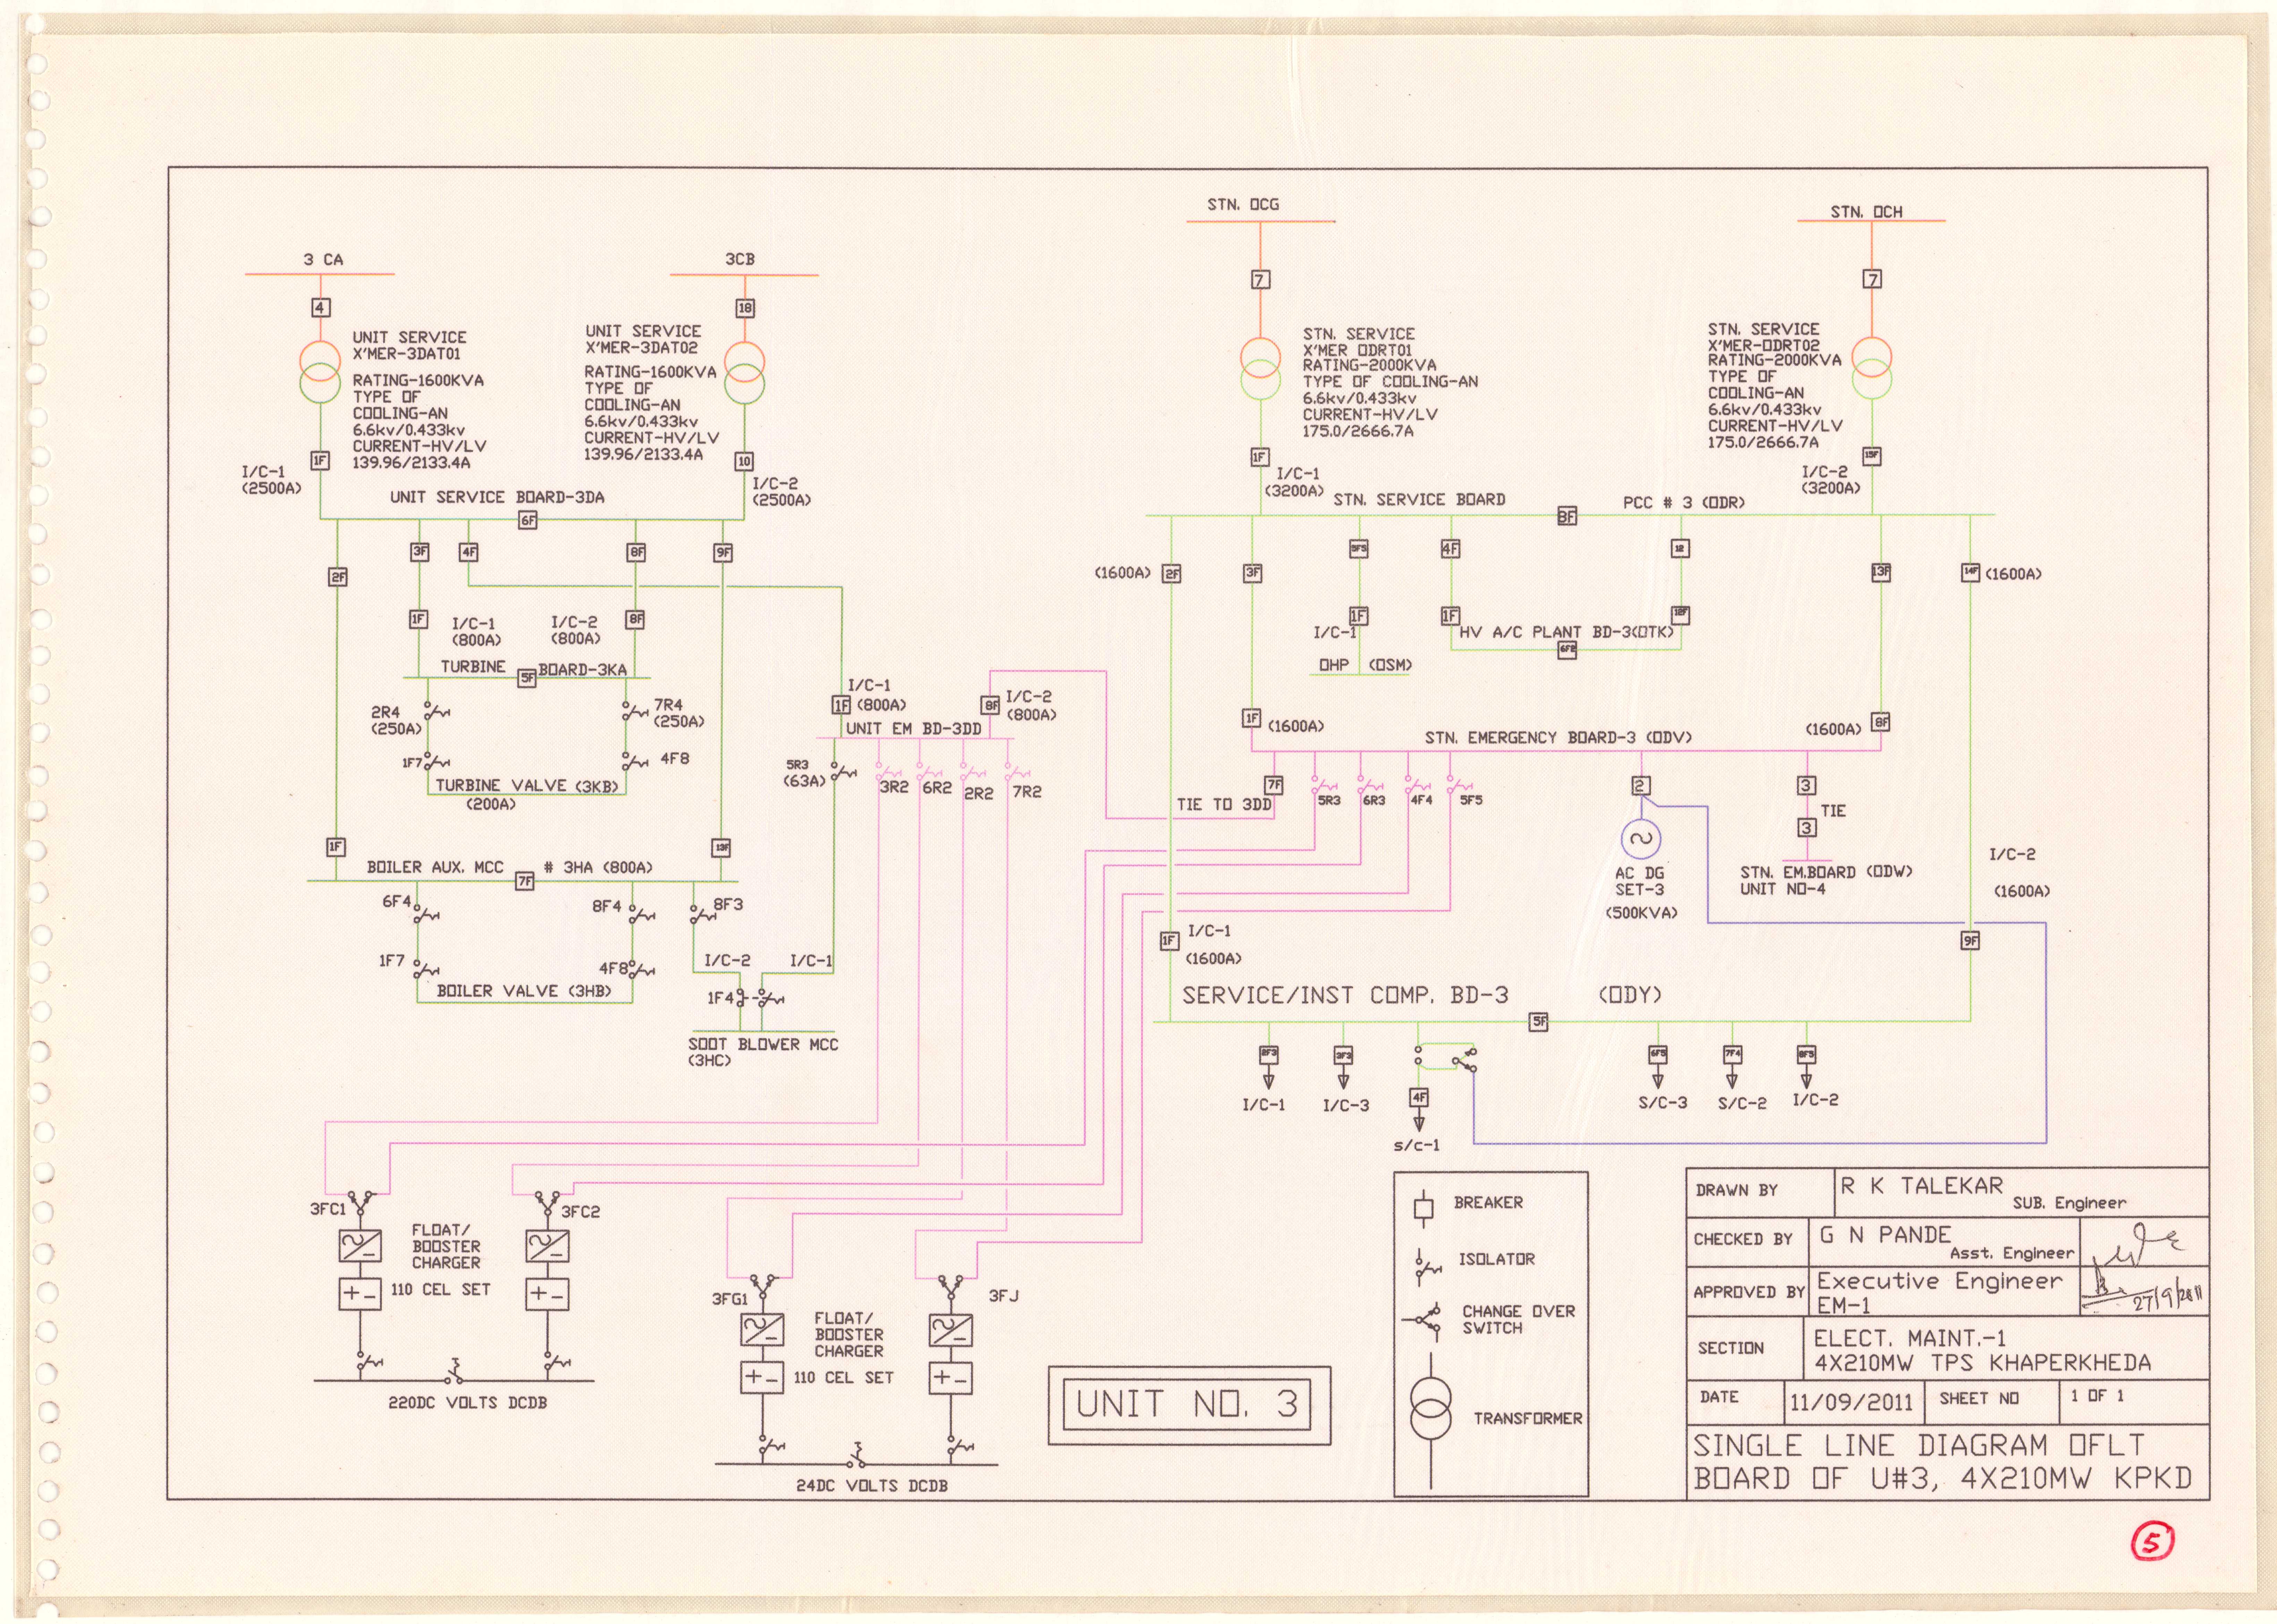 STN. OCG
STN. OCH
3 CA
3CB
7
7
4
18
UNIT SERVICE
X'MER-3DAT01
RATING-1600KVA
TYPE OF
COOLING-AN
6.6kv/0.433kv
CURRENT-HV/LV
139.96/2133.4A
UNIT SERVICE
X'MER-3DAT02
RATING-1600KVA
TYPE OF
COOLING-AN
6.6kv/0.433kv
CURRENT-HV/LV
139.96/2133.4A
STN. SERVICE
X'MER ODRT01
RATING-2000KVA
TYPE OF COOLING-AN
6.6kv/0.433kv
CURRENT-HV/LV
175.0/2666.7A
STN. SERVICE
X'MER-ODRT02
RATING-2000KVA
TYPE OF
COOLING-AN
6.6kv/0.433kv
CURRENT-HV/LV
175.0/2666.7A
1F
I/C-1
(2500A)
10
I/C-2
(2500A)
1F
I/C-1
(3200A)
15F
I/C-2
(3200A)
UNIT SERVICE BOARD-3DA
6F
STN. SERVICE BOARD
8F
PCC # 3 (ODR)
2F
3F
4F
8F
9F
(1600A)
2F
3F
5F5
4F
12
13F
14F
(1600A)
1F
I/C-1
(800A)
I/C-2
(800A)
8F
TURBINE
5F
BOARD-3KA
1F
I/C-1
1F
12F
HV A/C PLANT BD-3(OTK)
6F2
OHP (OSM)
2R4
(250A)
7R4
(250A)
1F7
4F8
TURBINE VALVE (3KB)
(200A)
I/C-1
1F
(800A)
8F
I/C-2
(800A)
UNIT EM BD-3DD
5R3
(63A)
3R2
6R2
2R2
7R2
1F
(1600A)
(1600A)
8F
STN. EMERGENCY BOARD-3 (ODV)
7F
TIE TO 3DD
5R3
6R3
4F4
5F5
2
3
TIE
3
AC DG
SET-3
(500KVA)
STN. EM.BOARD (ODW)
UNIT NO-4
1F
13F
BOILER AUX. MCC
7F
# 3HA (800A)
6F4
8F4
8F3
1F7
4F8
BOILER VALVE (3HB)
I/C-2
I/C-1
1F4
SOOT BLOWER MCC
(3HC)
I/C-2
(1600A)
1F
I/C-1
(1600A)
9F
SERVICE/INST COMP. BD-3
(ODY)
5F
2F3
3F3
4F
6F5
7F4
8F5
I/C-1
I/C-3
s/c-1
S/C-3
S/C-2
I/C-2
3FC1
3FC2
FLOAT/
BOOSTER
CHARGER
110 CEL SET
220DC VOLTS DCDB
3FG1
3FJ
FLOAT/
BOOSTER
CHARGER
110 CEL SET
24DC VOLTS DCDB
UNIT NO. 3
BREAKER
ISOLATOR
CHANGE OVER
SWITCH
TRANSFORMER
DRAWN BY
R K TALEKAR
SUB. Engineer
CHECKED BY
G N PANDE
Asst. Engineer
APPROVED BY
Executive Engineer
EM-1
27/9/2011
SECTION
ELECT. MAINT.-1
4X210MW TPS KHAPERKHEDA
DATE
11/09/2011
SHEET NO
1 OF 1
SINGLE LINE DIAGRAM OFLT
BOARD OF U#3, 4X210MW KPKD
5